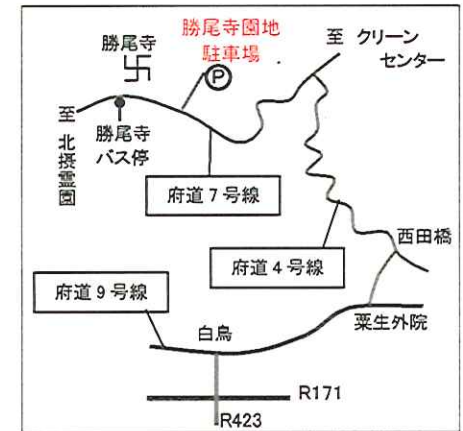 勝尾寺園地
駐車場
勝尾寺
卍
P
至 クリーン
センター
至 北摂霊園
勝尾寺
バス停
府道7号線
西田橋
府道4号線
府道9号線
白鳥
粟生外院
R171
R423